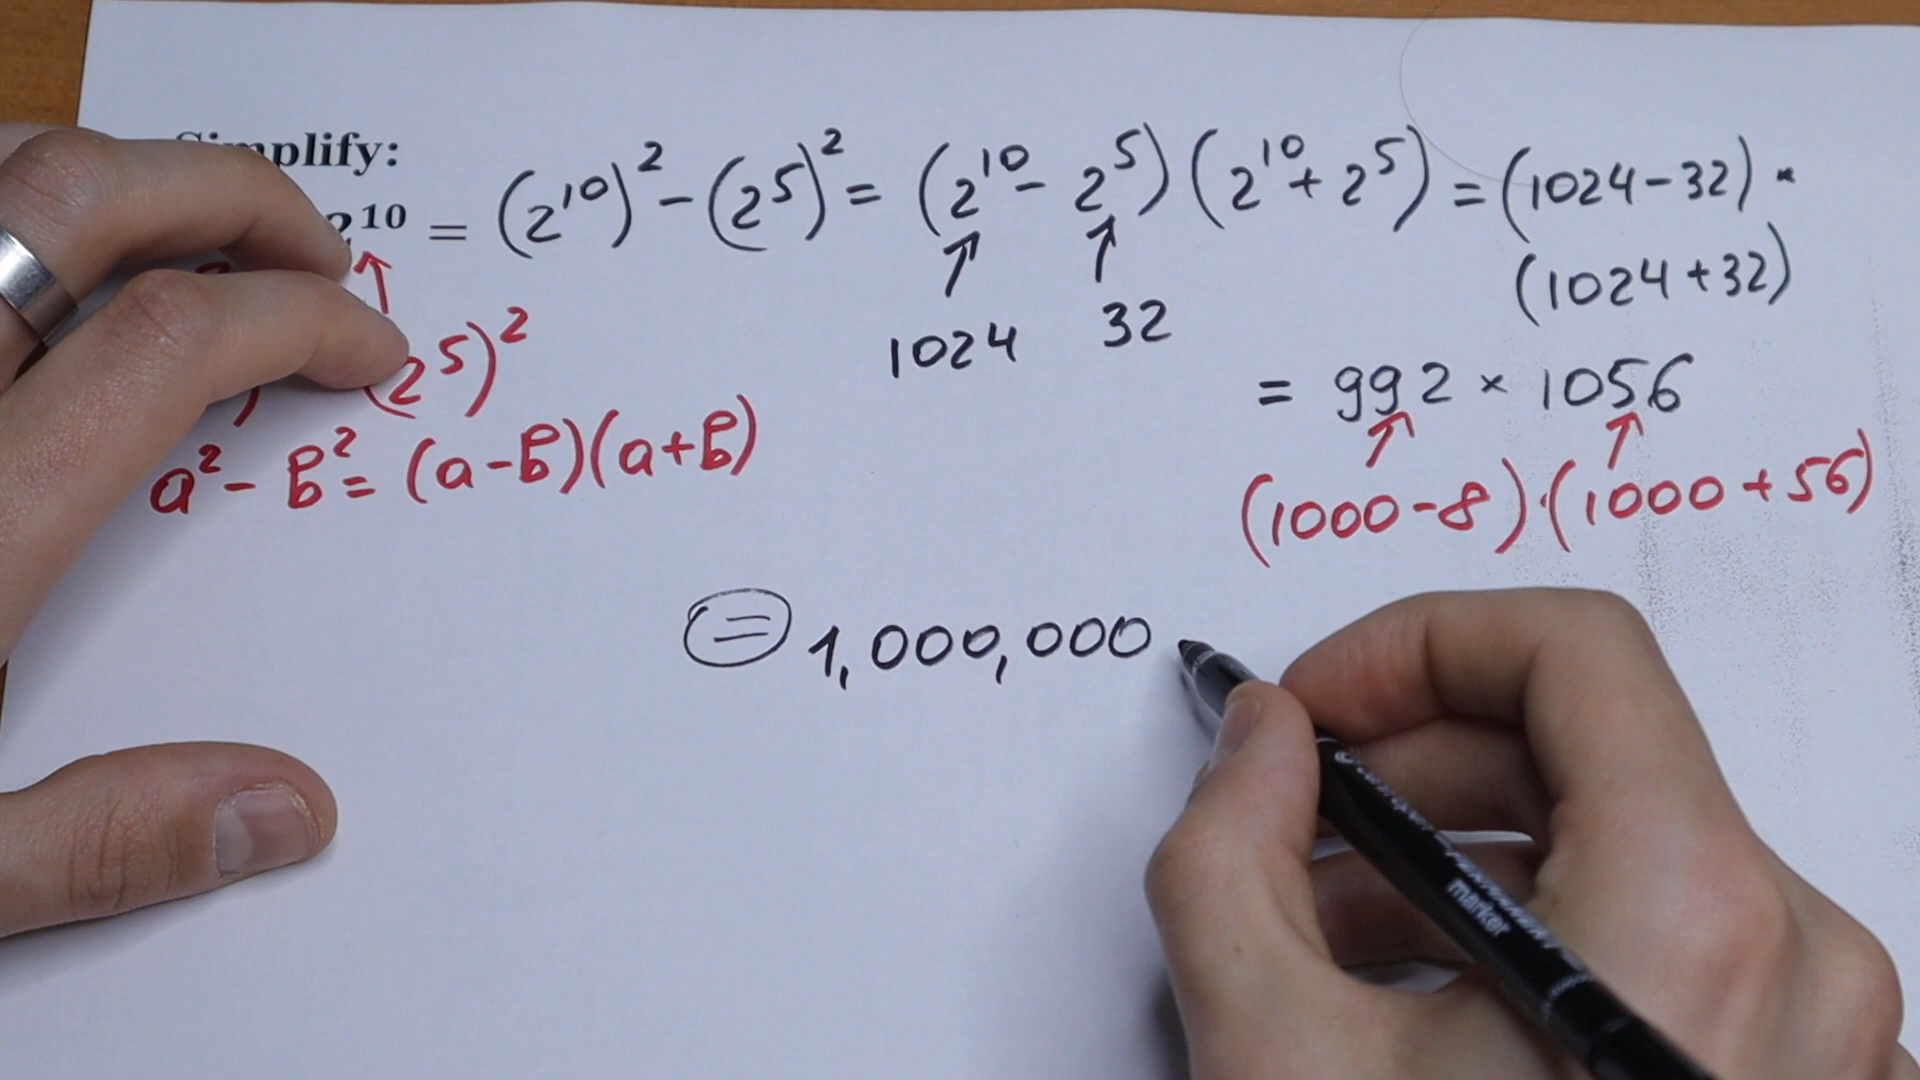 Simplify:
2¹⁰ = (2¹⁰)² - (2⁵)² = (2¹⁰ - 2⁵)(2¹⁰ + 2⁵) = (1024 - 32) ·
(1024 + 32)
1024 32
(2⁵)²
= 992 × 1056
a² - b² = (a - b)(a + b)
(1000 - 8) · (1000 + 56)
= 1,000,000
marker